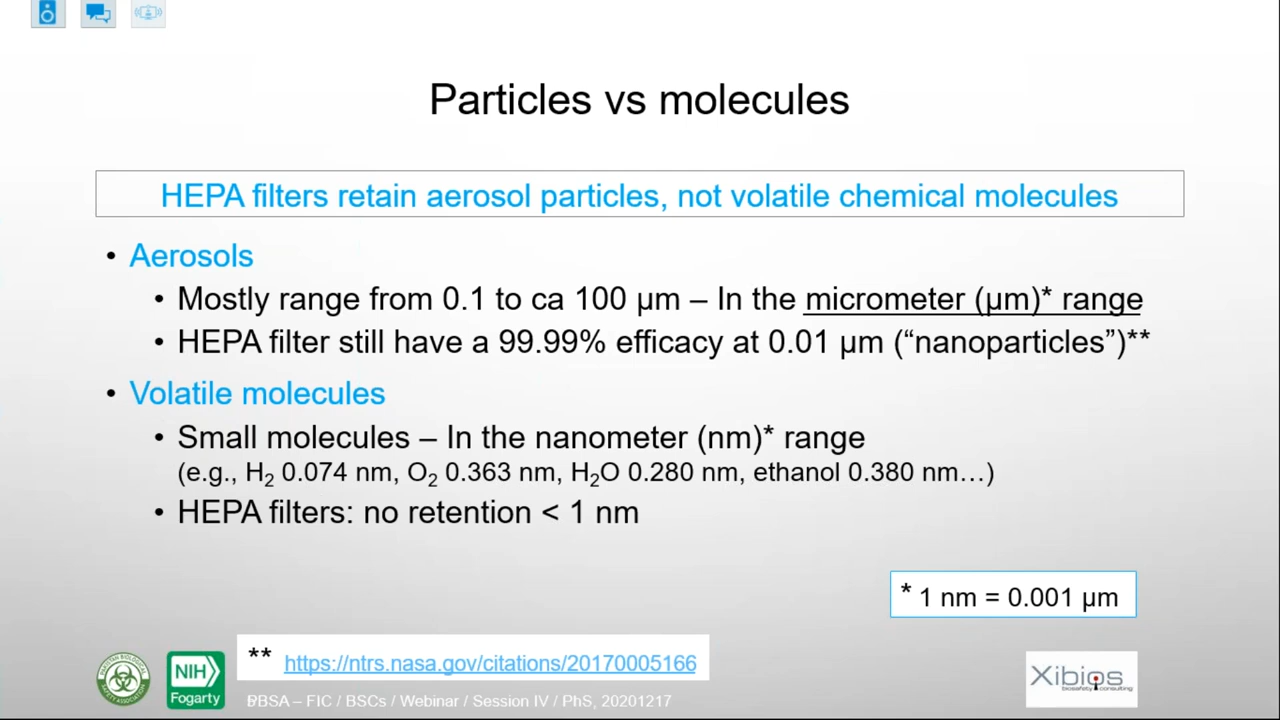 Particles vs molecules
HEPA filters retain aerosol particles, not volatile chemical molecules
• Aerosols
• Mostly range from 0.1 to ca 100 µm – In the micrometer (µm)* range
• HEPA filter still have a 99.99% efficacy at 0.01 µm (“nanoparticles”)**
• Volatile molecules
• Small molecules – In the nanometer (nm)* range
(e.g., H₂ 0.074 nm, O₂ 0.363 nm, H₂O 0.280 nm, ethanol 0.380 nm…)
• HEPA filters: no retention < 1 nm
* 1 nm = 0.001 µm
** https://ntrs.nasa.gov/citations/20170005166
NIH
Fogarty
PBSA – FIC / BSCs / Webinar / Session IV / PhS, 20201217
Xibios
biosafety consulting